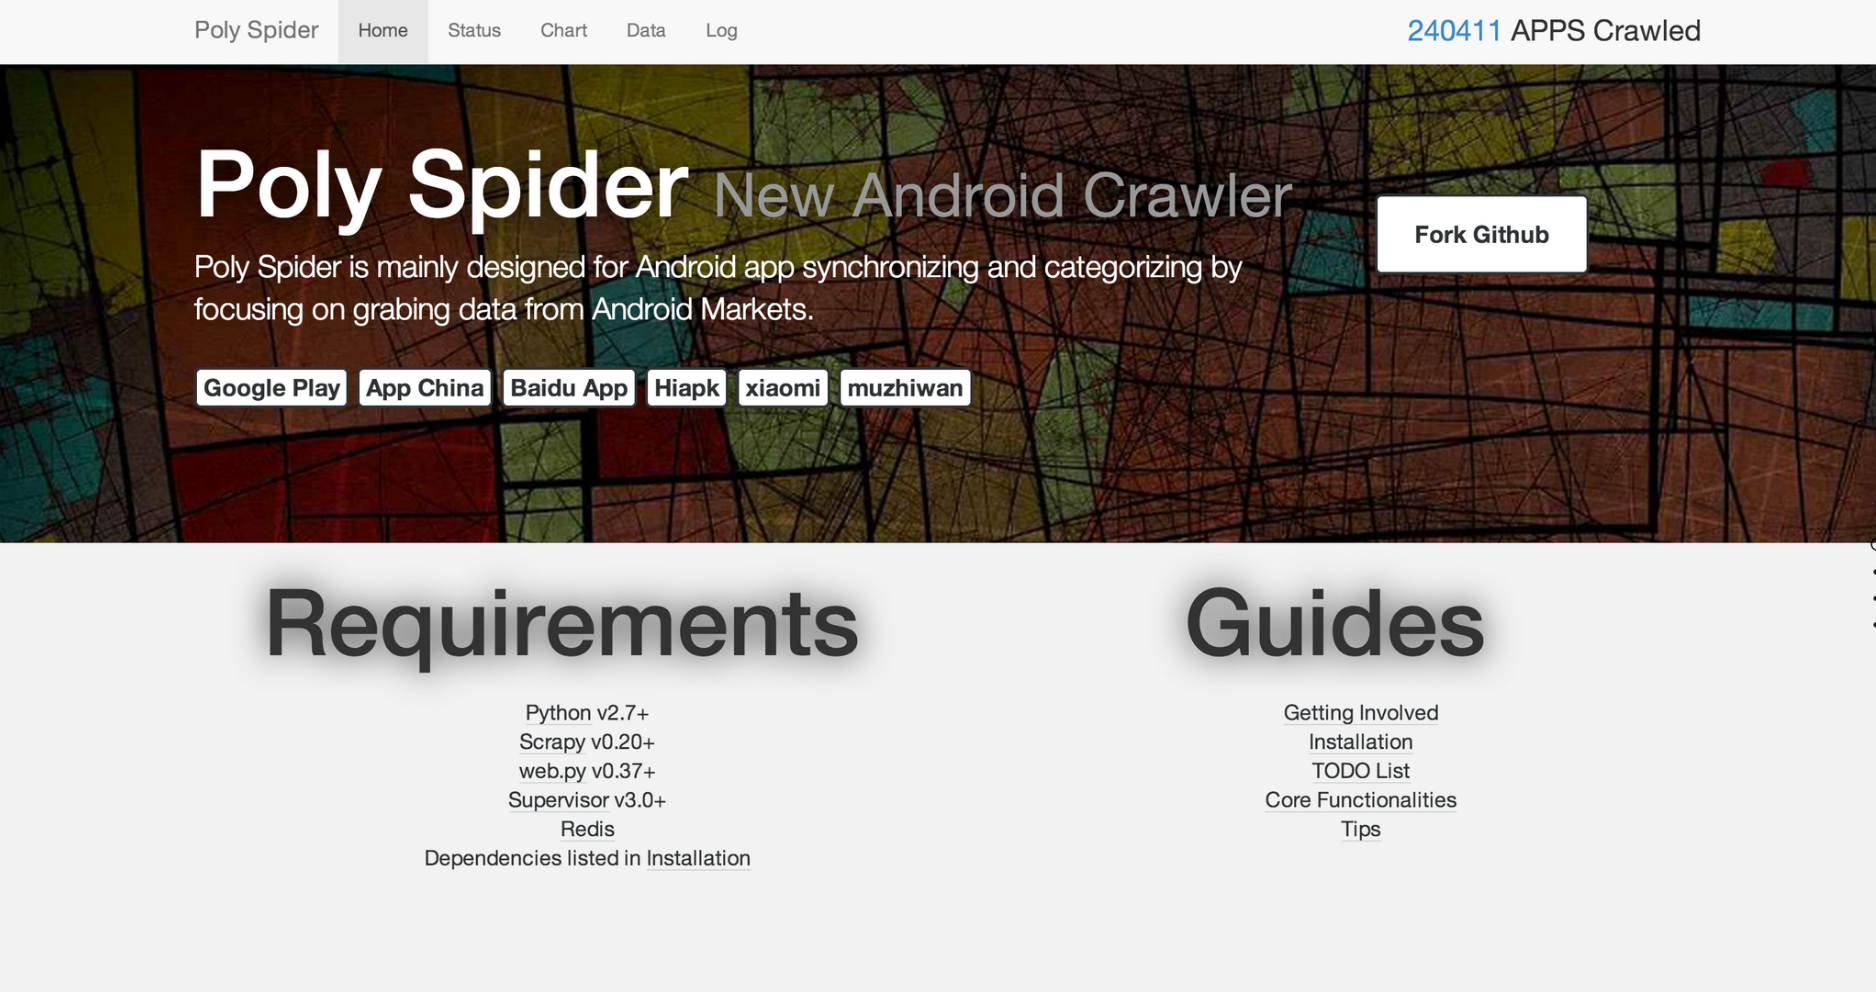 Poly Spider Home Status Chart Data Log 240411 APPS Crawled
Poly Spider New Android Crawler
Fork Github
Poly Spider is mainly designed for Android app synchronizing and categorizing by
focusing on grabing data from Android Markets.
Google Play App China Baidu App Hiapk xiaomi muzhiwan
Requirements
Python v2.7+
Scrapy v0.20+
web.py v0.37+
Supervisor v3.0+
Redis
Dependencies listed in Installation
Guides
Getting Involved
Installation
TODO List
Core Functionalities
Tips